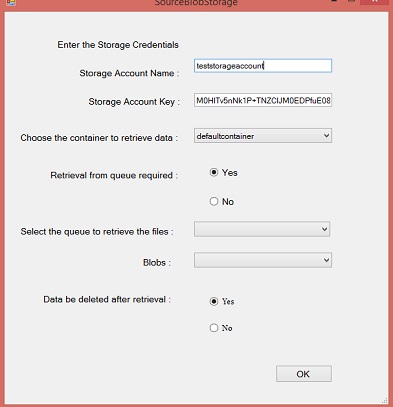 SourceBlobStorage
Enter the Storage Credentials
Storage Account Name :
teststorageaccount
Storage Account Key :
M0HITv5nNk1P+TNZCIJM0EDPfuE08
Choose the container to retrieve data :
defaultcontainer
Retrieval from queue required :
Yes
No
Select the queue to retrieve the files :
Blobs :
Data be deleted after retrieval :
Yes
No
OK